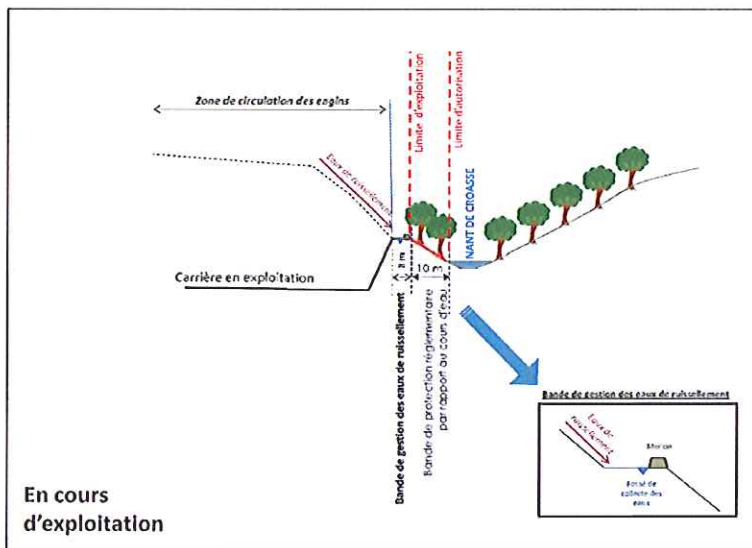 Zone de circulation des engins
Limite d'exploitation
Limite d'autorisation
Eaux de ruissellement
NANT DE CROASSE
Carrière en exploitation
10 m
Bande de gestion des eaux de ruissellement
Bande de protection réglementaire
par rapport au cours d'eau
Bande de gestion des eaux de ruissellement
Eaux de
ruissellement
Merlon
Fossé de
collecte des
eaux
En cours
d'exploitation